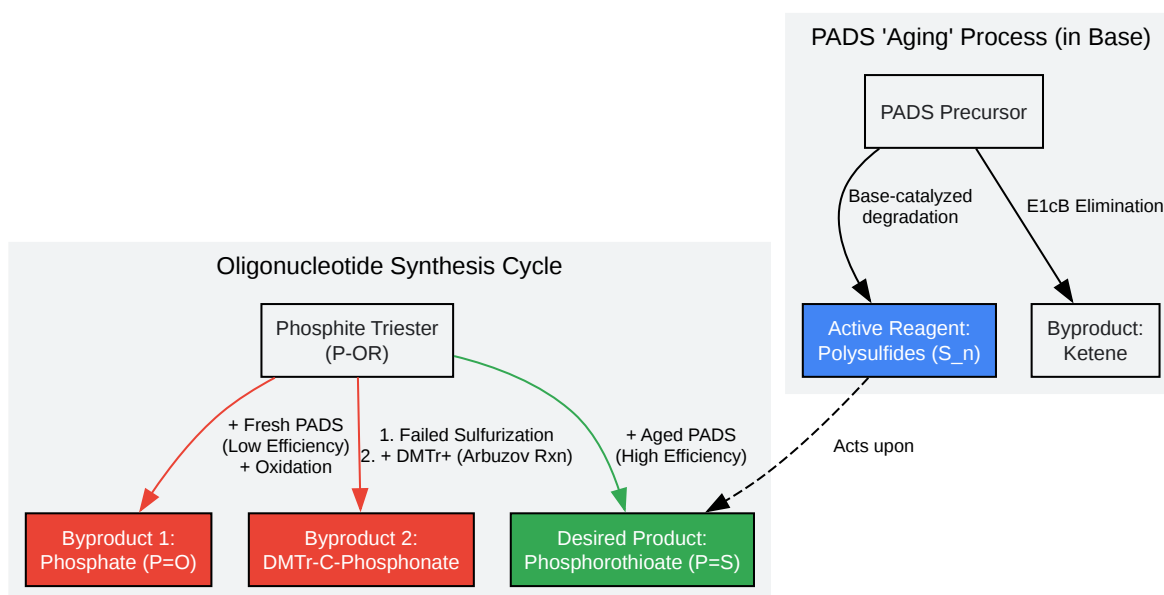 PADS 'Aging' Process (in Base)
PADS Precursor
Base-catalyzed
degradation
E1cB Elimination
Active Reagent:
Polysulfides (S_n)
Byproduct:
Ketene
Acts upon
Oligonucleotide Synthesis Cycle
Phosphite Triester
(P-OR)
+ Fresh PADS
(Low Efficiency)
+ Oxidation
1. Failed Sulfurization
2. + DMTr+ (Arbuzov Rxn)
+ Aged PADS
(High Efficiency)
Byproduct 1:
Phosphate (P=O)
Byproduct 2:
DMTr-C-Phosphonate
Desired Product:
Phosphorothioate (P=S)